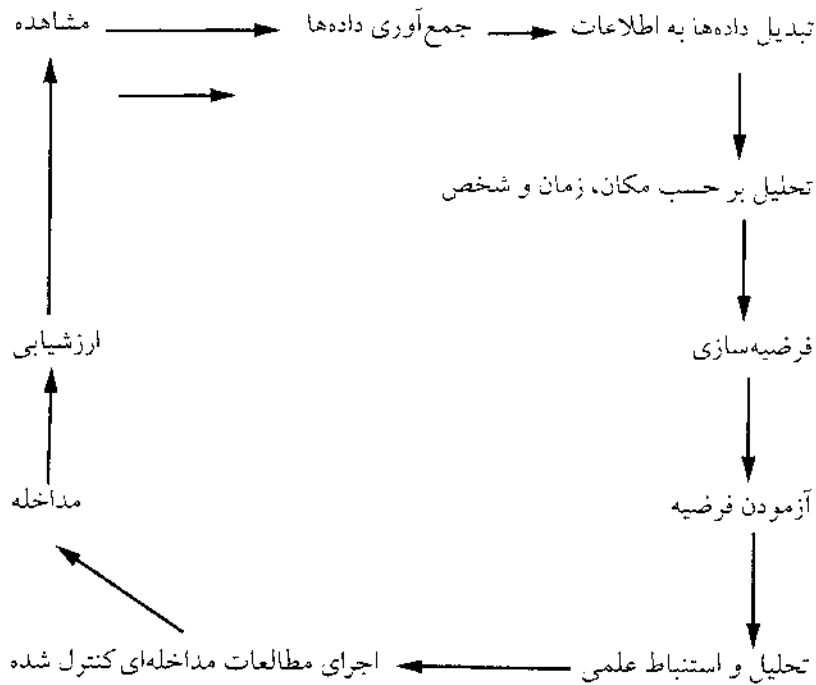 مشاهده
جمع‌آوری داده‌ها
تبدیل داده‌ها به اطلاعات
تحلیل بر حسب مکان، زمان و شخص
فرضیه‌سازی
آزمودن فرضیه
تحلیل و استنباط علمی
اجرای مطالعات مداخله‌ای کنترل شده
مداخله
ارزشیابی